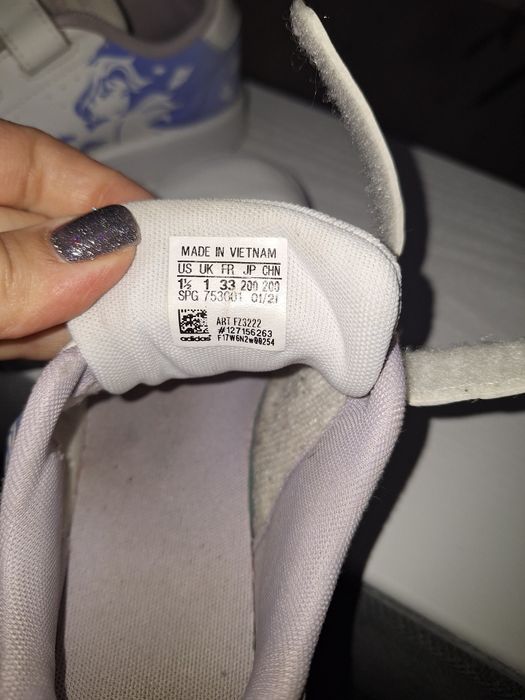 MADE IN VIETNAM
US UK FR JP CHN
1½ 1 33 200 200
SPG 753001 01/21
ART FZ3222
#127156263
adidas F17W6N2w00254